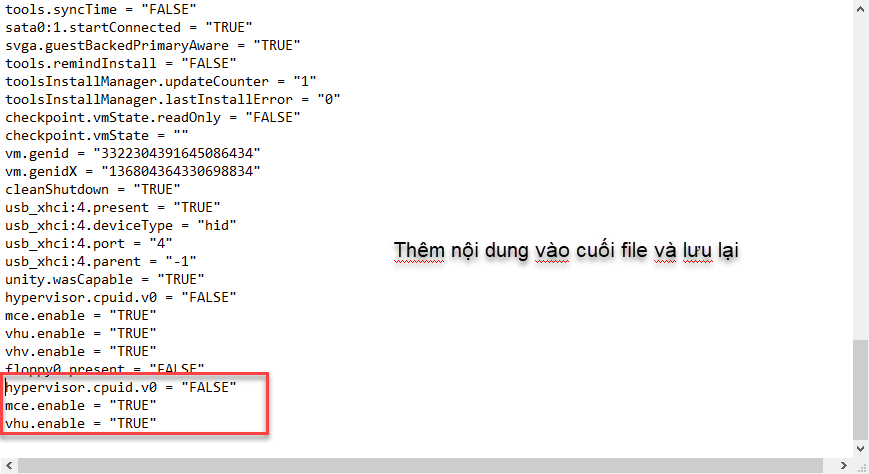 tools.syncTime = "FALSE"
sata0:1.startConnected = "TRUE"
svga.guestBackedPrimaryAware = "TRUE"
tools.remindInstall = "FALSE"
toolsInstallManager.updateCounter = "1"
toolsInstallManager.lastInstallError = "0"
checkpoint.vmState.readOnly = "FALSE"
checkpoint.vmState = ""
vm.genid = "3322304391645086434"
vm.genidX = "136804364330698834"
cleanShutdown = "TRUE"
usb_xhci:4.present = "TRUE"
usb_xhci:4.deviceType = "hid"
usb_xhci:4.port = "4"
Thêm nội dung vào cuối file và lưu lại
usb_xhci:4.parent = "-1"
unity.wasCapable = "TRUE"
hypervisor.cpuid.v0 = "FALSE"
mce.enable = "TRUE"
vhu.enable = "TRUE"
vhv.enable = "TRUE"
floppy0.present = "FALSE"
hypervisor.cpuid.v0 = "FALSE"
mce.enable = "TRUE"
vhu.enable = "TRUE"